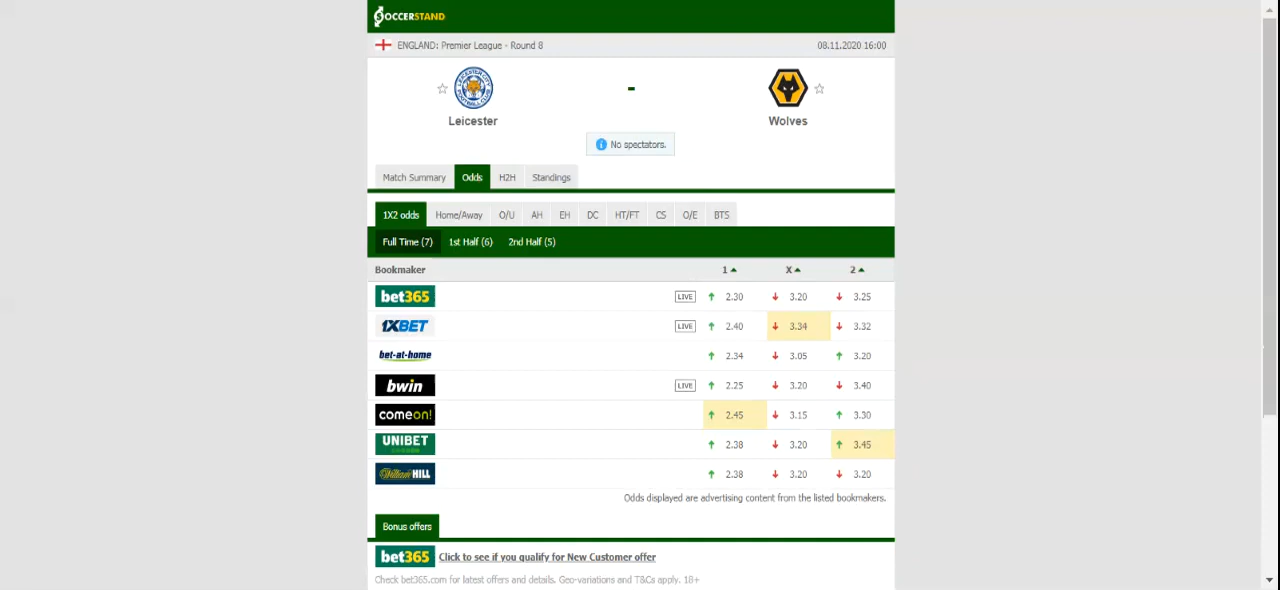 SOCCERSTAND
ENGLAND: Premier League - Round 8 08.11.2020 16:00
-
Leicester Wolves
No spectators.
Match Summary Odds H2H Standings
1X2 odds Home/Away O/U AH EH DC HT/FT CS O/E BTS
Full Time (7) 1st Half (6) 2nd Half (5)
Bookmaker 1 X 2
bet365 LIVE 2.30 3.20 3.25
1XBET LIVE 2.40 3.34 3.32
bet-at-home 2.34 3.05 3.20
bwin LIVE 2.25 3.20 3.40
comeon! 2.45 3.15 3.30
UNIBET 2.38 3.20 3.45
William HILL 2.38 3.20 3.20
Odds displayed are advertising content from the listed bookmakers.
Bonus offers
bet365 Click to see if you qualify for New Customer offer
Check bet365.com for latest offers and details. Geo-variations and T&Cs apply. 18+